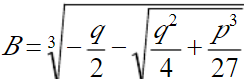 B = ∛(-q/2 - √(q²/4 + p³/27))